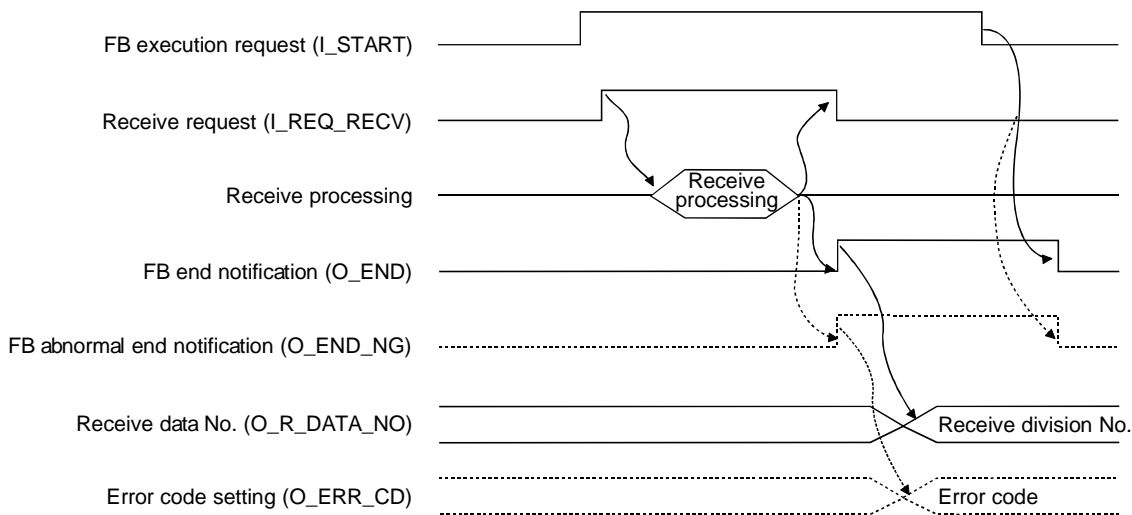 FB execution request (I_START)
Receive request (I_REQ_RECV)
Receive processing
Receive
processing
FB end notification (O_END)
FB abnormal end notification (O_END_NG)
Receive data No. (O_R_DATA_NO)
Receive division No.
Error code setting (O_ERR_CD)
Error code